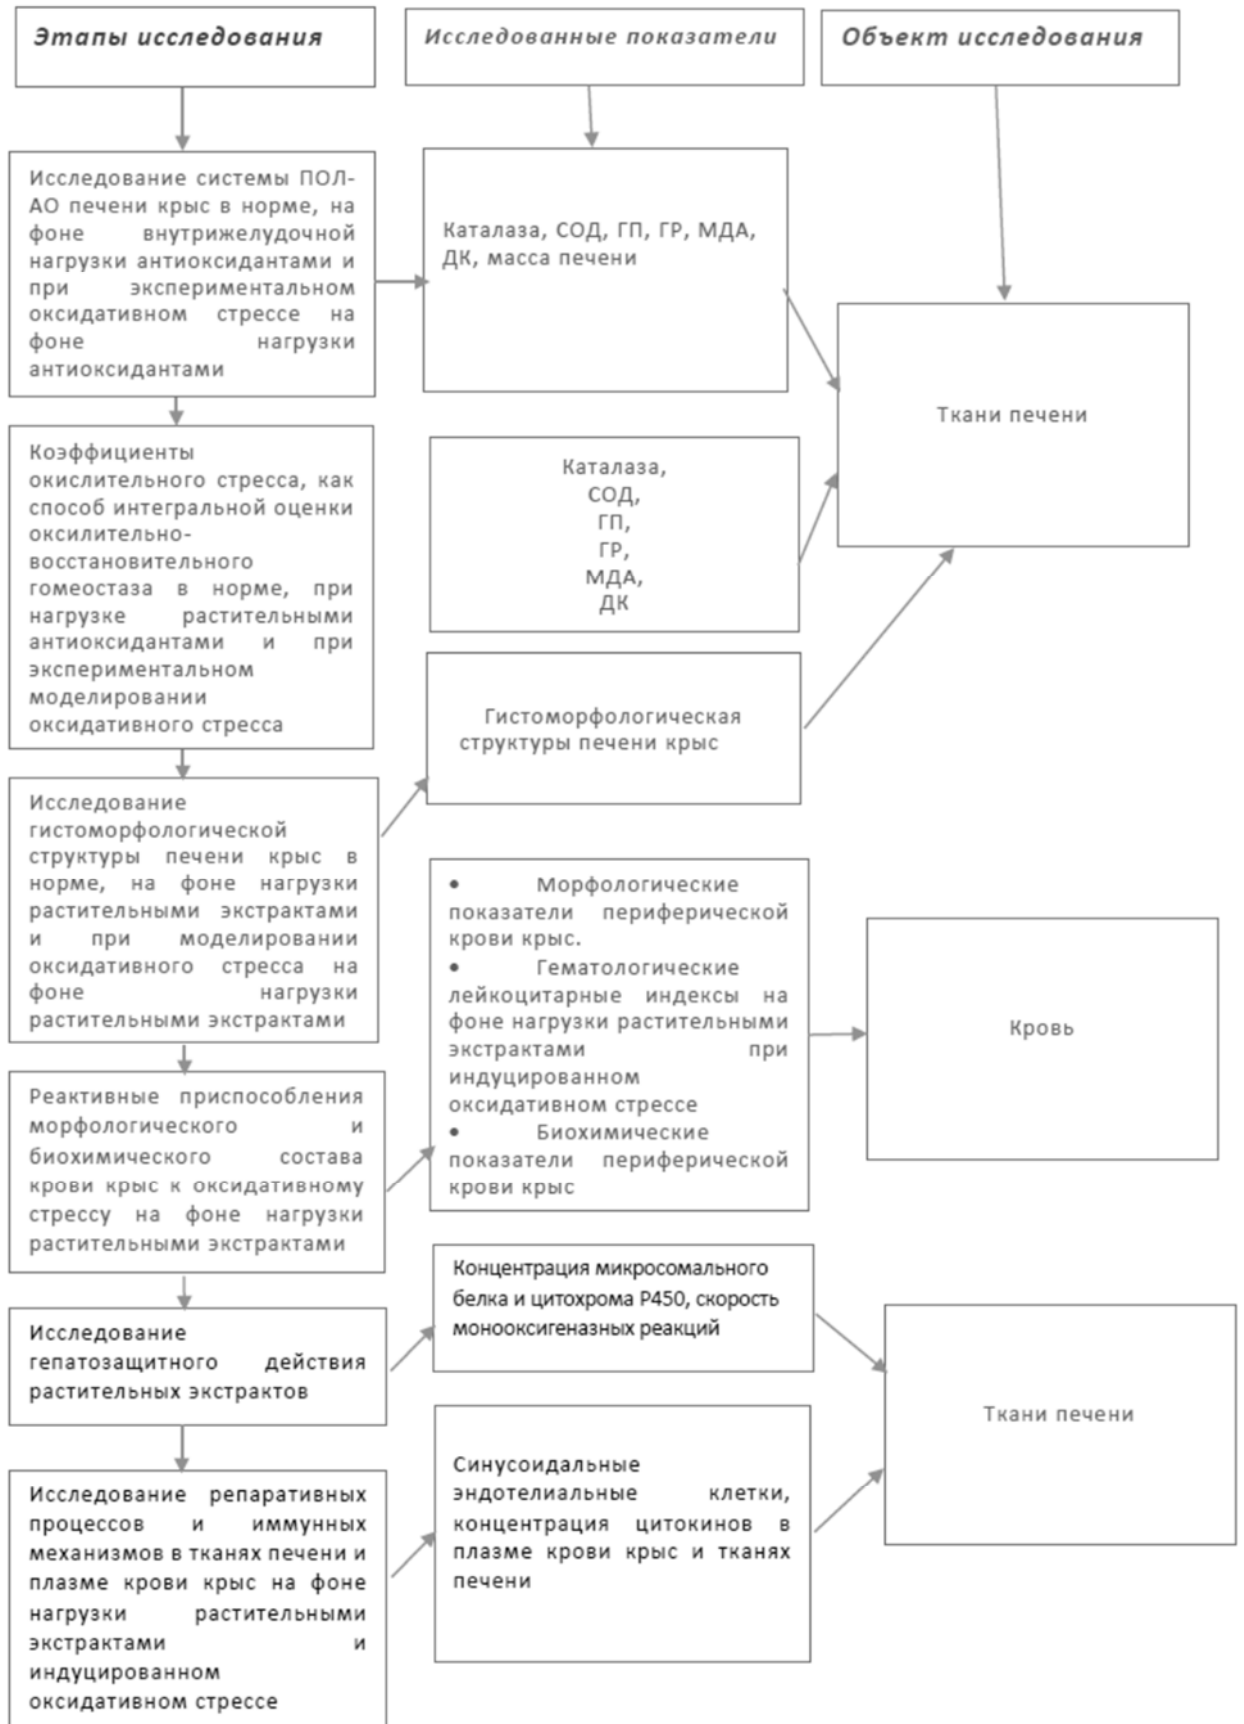 Этапы исследования
Исследованные показатели
Объект исследования
Исследование системы ПОЛ-
АО печени крыс в норме, на
фоне внутрижелудочной
нагрузки антиоксидантами и
при экспериментальном
оксидативном стрессе на
фоне нагрузки
антиоксидантами
Каталаза, СОД, ГП, ГР, МДА,
ДК, масса печени
Ткани печени
Коэффициенты
окислительного стресса, как
способ интегральной оценки
оксилительно-
восстановительного
гомеостаза в норме, при
нагрузке растительными
антиоксидантами и при
экспериментальном
моделировании
оксидативного стресса
Каталаза,
СОД,
ГП,
ГР,
МДА,
ДК
Гистоморфологическая
структуры печени крыс
Исследование
гистоморфологической
структуры печени крыс в
норме, на фоне нагрузки
растительными экстрактами
и при моделировании
оксидативного стресса на
фоне нагрузки
растительными экстрактами
• Морфологические
показатели периферической
крови крыс.
• Гематологические
лейкоцитарные индексы на
фоне нагрузки растительными
экстрактами при
индуцированном
оксидативном стрессе
• Биохимические
показатели периферической
крови крыс
Кровь
Реактивные приспособления
морфологического и
биохимического состава
крови крыс к оксидативному
стрессу на фоне нагрузки
растительными экстрактами
Концентрация микросомального
белка и цитохрома Р450, скорость
монооксигеназных реакций
Исследование
гепатозащитного действия
растительных экстрактов
Ткани печени
Синусоидальные
эндотелиальные клетки,
концентрация цитокинов в
плазме крови крыс и тканях
печени
Исследование репаративных
процессов и иммунных
механизмов в тканях печени и
плазме крови крыс на фоне
нагрузки растительными
экстрактами и
индуцированном
оксидативном стрессе